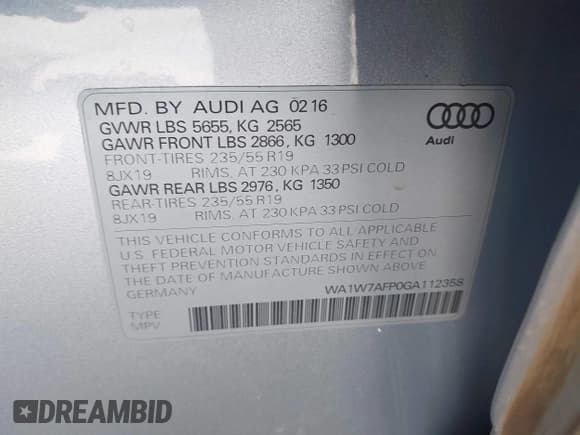 MFD. BY AUDI AG 02 16
GVWR LBS 5655, KG 2565
GAWR FRONT LBS 2866, KG 1300
FRONT-TIRES 235/55 R19
8JX19 RIMS. AT 230 KPA 33 PSI COLD
GAWR REAR LBS 2976, KG 1350
REAR-TIRES 235/55 R19
8JX19 RIMS. AT 230 KPA 33 PSI COLD
THIS VEHICLE CONFORMS TO ALL APPLICABLE
U.S. FEDERAL MOTOR VEHICLE SAFETY AND
THEFT PREVENTION STANDARDS IN EFFECT ON
THE DATE OF MANUFACTURE SHOWN ABOVE.
GERMANY WA1W7AFP0GA112358
TYPE
MPV
Audi
DREAMBID